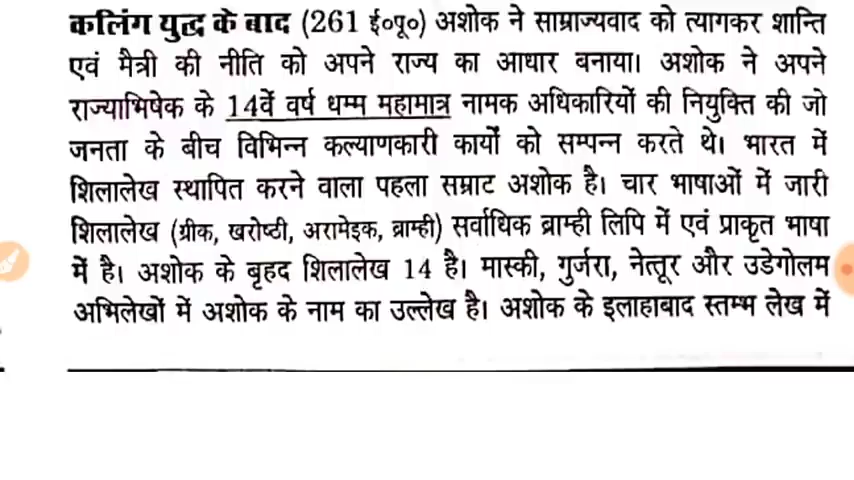 कलिंग युद्ध के बाद (261 ई०पू०) अशोक ने साम्राज्यवाद को त्यागकर शान्ति
एवं मैत्री की नीति को अपने राज्य का आधार बनाया। अशोक ने अपने
राज्याभिषेक के 14वें वर्ष धम्म महामात्र नामक अधिकारियों की नियुक्ति की जो
जनता के बीच विभिन्न कल्याणकारी कार्यों को सम्पन्न करते थे। भारत में
शिलालेख स्थापित करने वाला पहला सम्राट अशोक है। चार भाषाओं में जारी
शिलालेख (ग्रीक, खरोष्ठी, अरामेइक, ब्राम्ही) सर्वाधिक ब्राम्ही लिपि में एवं प्राकृत भाषा
में है। अशोक के बृहद शिलालेख 14 है। मास्की, गुर्जरा, नेत्तूर और उडेगोलम
अभिलेखों में अशोक के नाम का उल्लेख है। अशोक के इलाहाबाद स्तम्भ लेख में